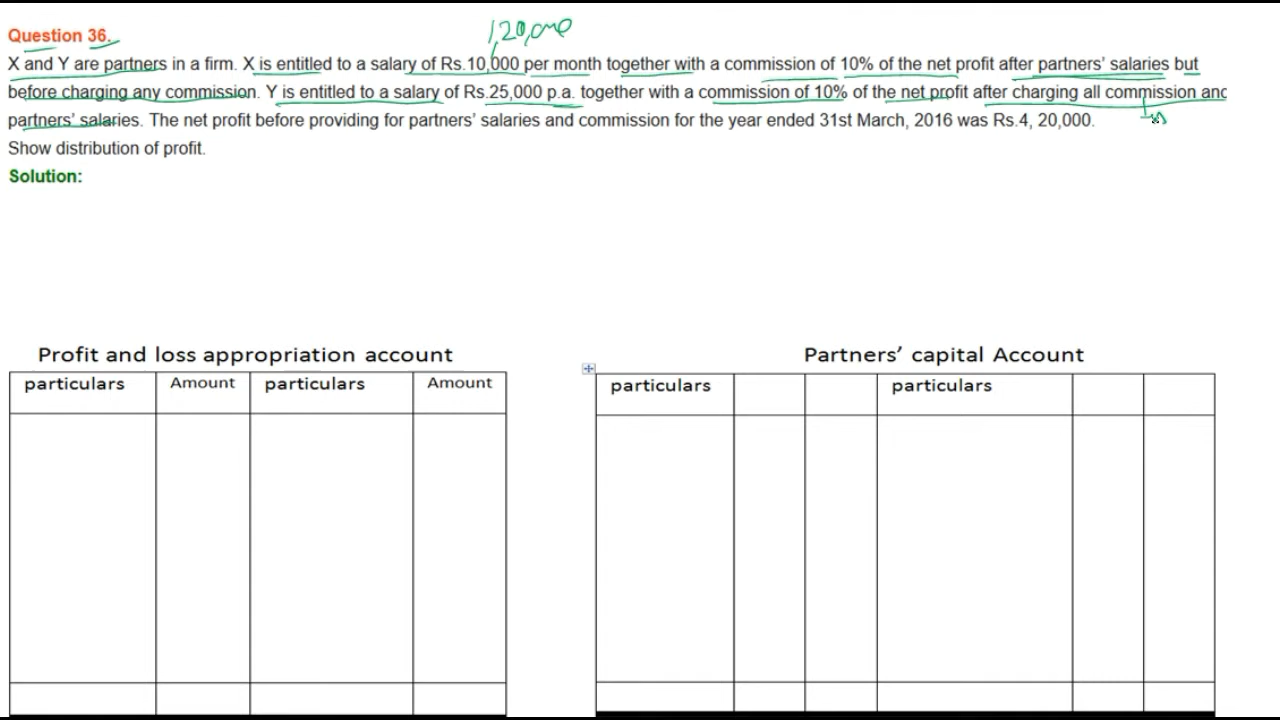 Question 36.
1,20,000
X and Y are partners in a firm. X is entitled to a salary of Rs.10,000 per month together with a commission of 10% of the net profit after partners’ salaries but
before charging any commission. Y is entitled to a salary of Rs.25,000 p.a. together with a commission of 10% of the net profit after charging all commission and
partners’ salaries. The net profit before providing for partners’ salaries and commission for the year ended 31st March, 2016 was Rs.4, 20,000.
Show distribution of profit.
Solution:
Profit and loss appropriation account
particulars Amount particulars Amount
Partners’ capital Account
particulars particulars